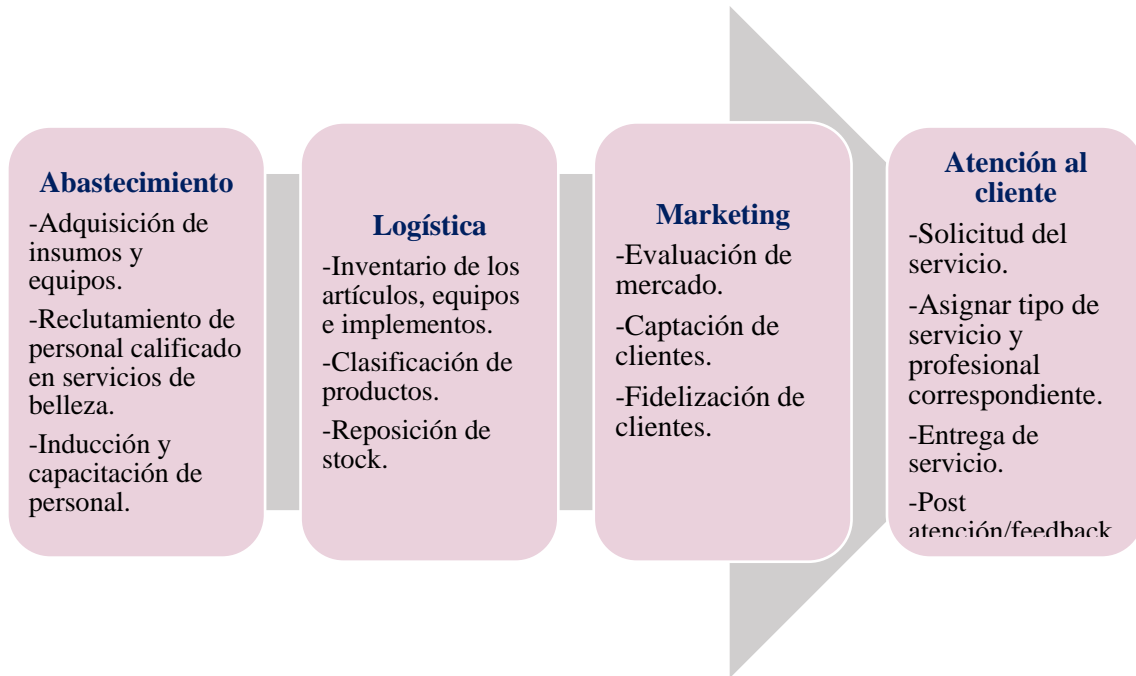 Abastecimiento
-Adquisición de
insumos y
equipos.
-Reclutamiento de
personal calificado
en servicios de
belleza.
-Inducción y
capacitación de
personal.
Logística
-Inventario de los
artículos, equipos
e implementos.
-Clasificación de
productos.
-Reposición de
stock.
Marketing
-Evaluación de
mercado.
-Captación de
clientes.
-Fidelización de
clientes.
Atención al
cliente
-Solicitud del
servicio.
-Asignar tipo de
servicio y
profesional
correspondiente.
-Entrega de
servicio.
-Post
atención/feedback